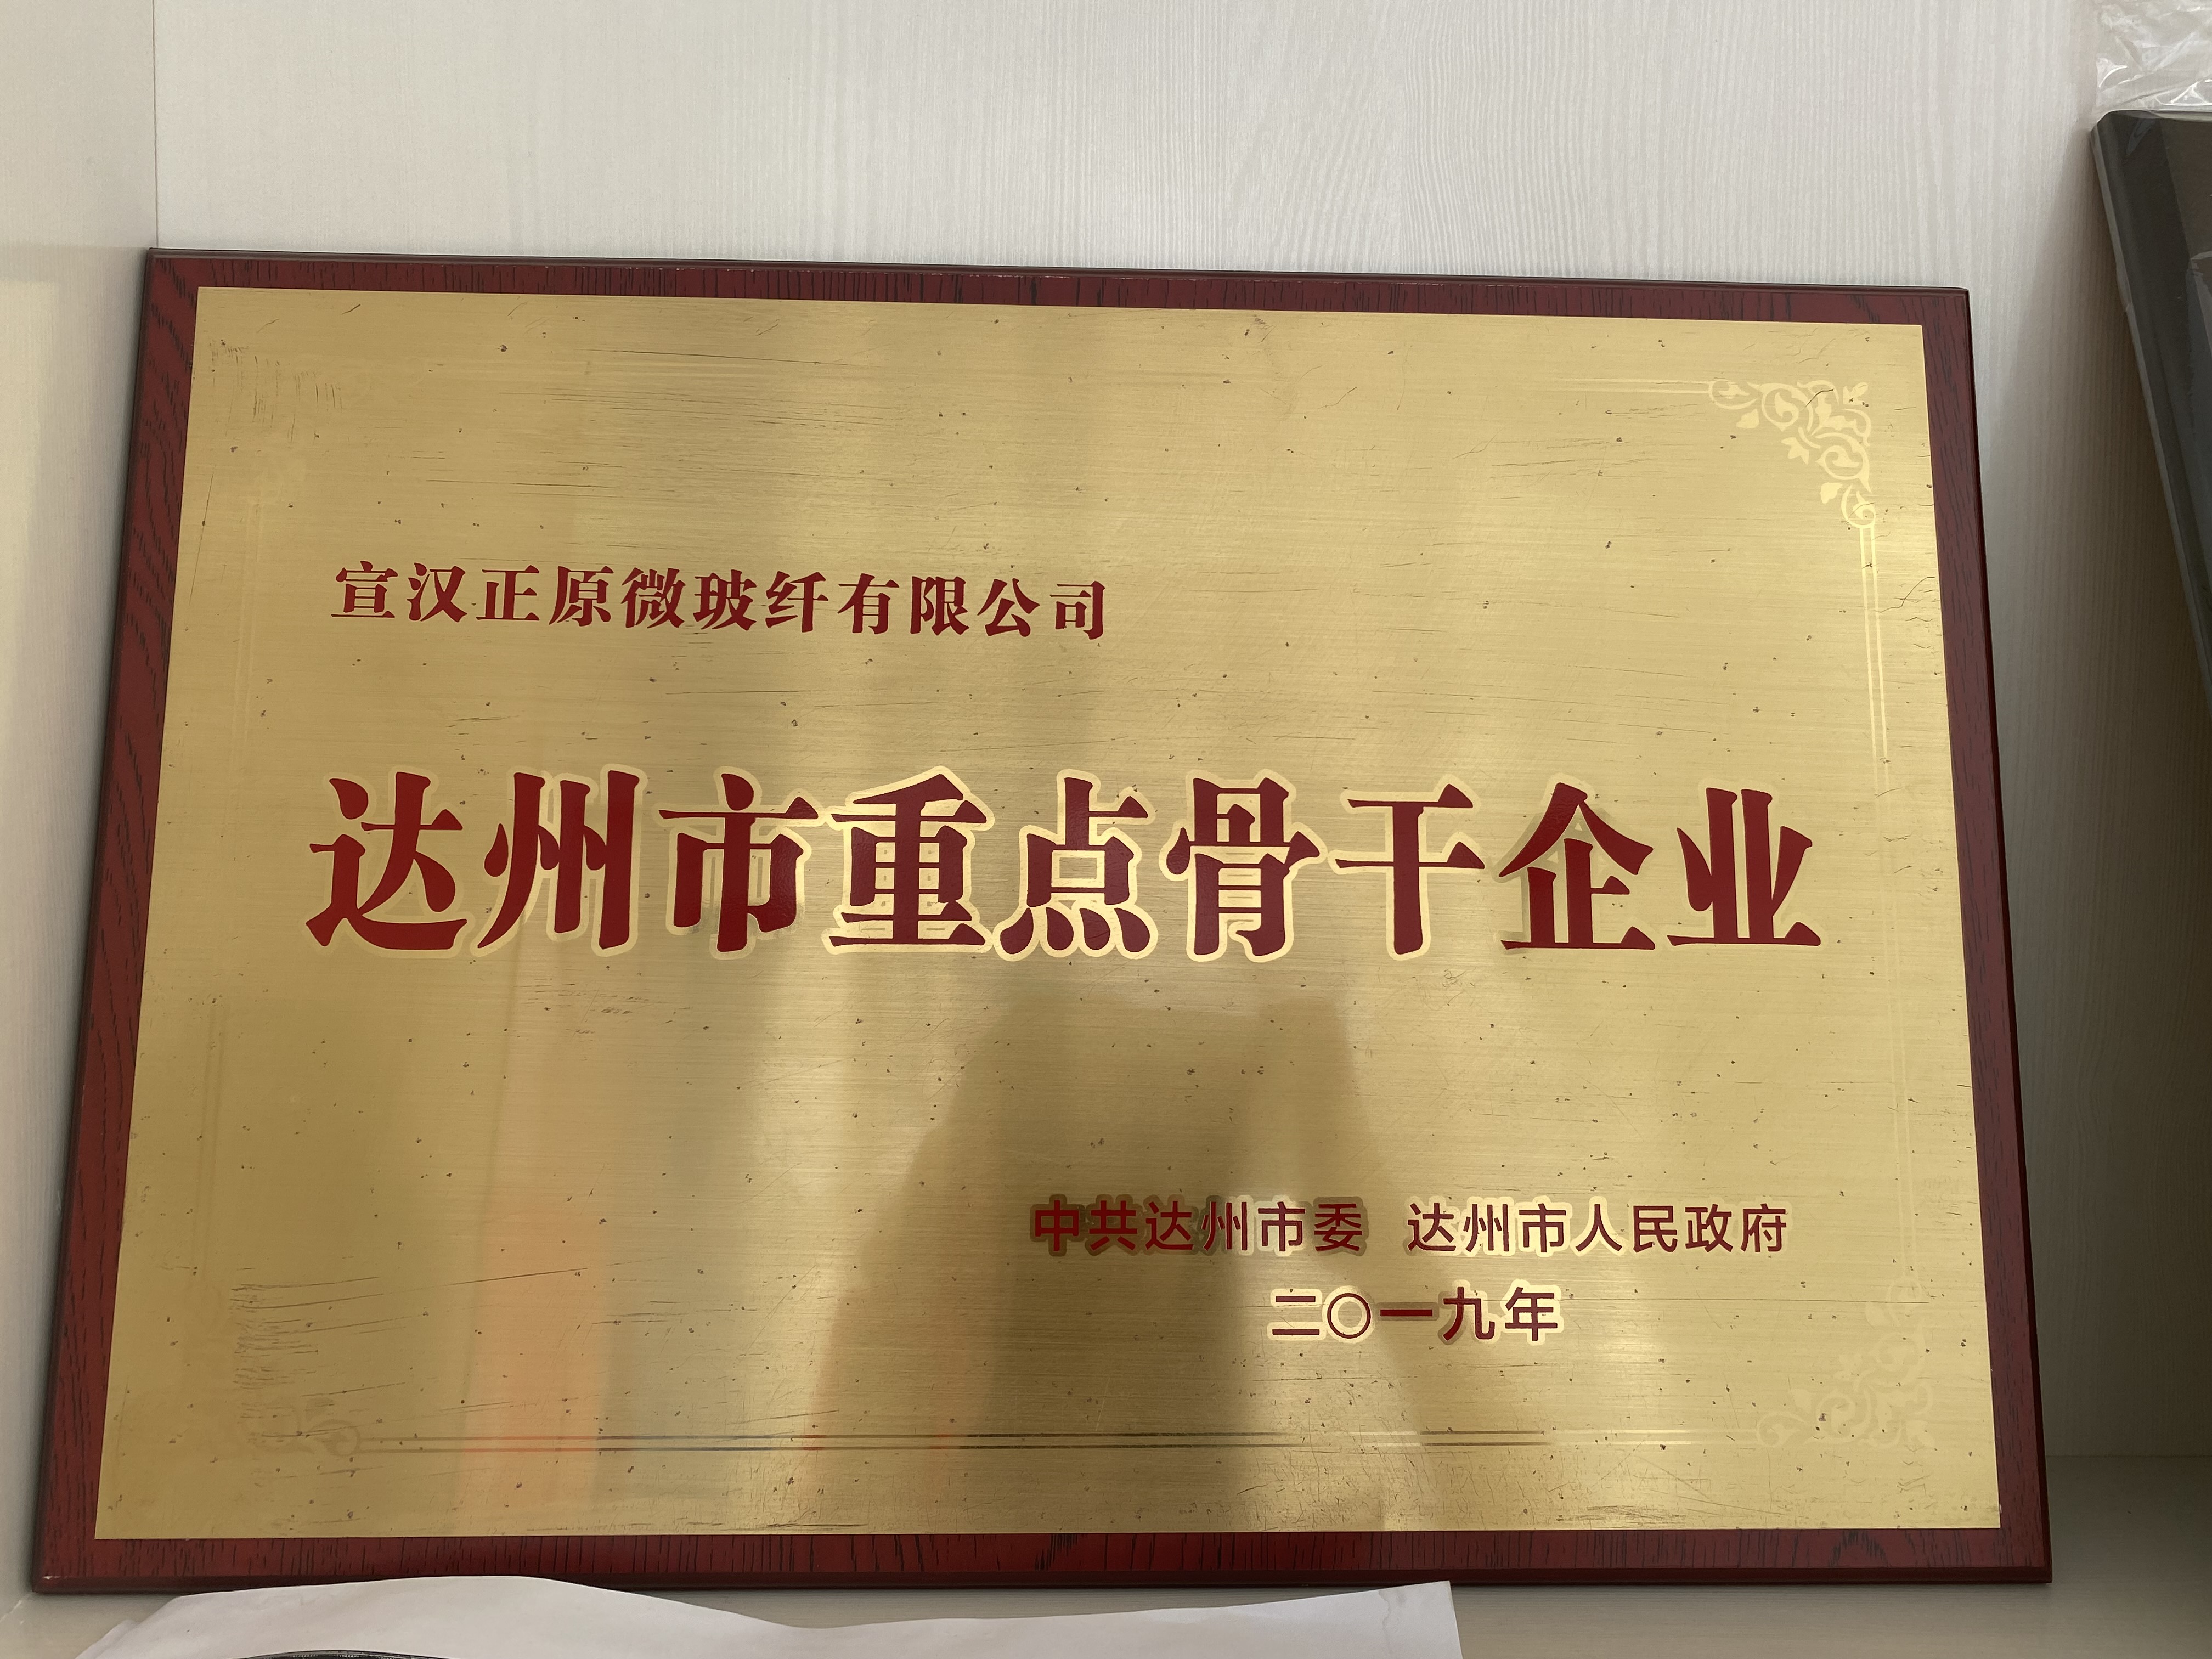 宣汉正原微玻纤有限公司
达州市重点骨干企业
中共达州市委 达州市人民政府
二〇一九年